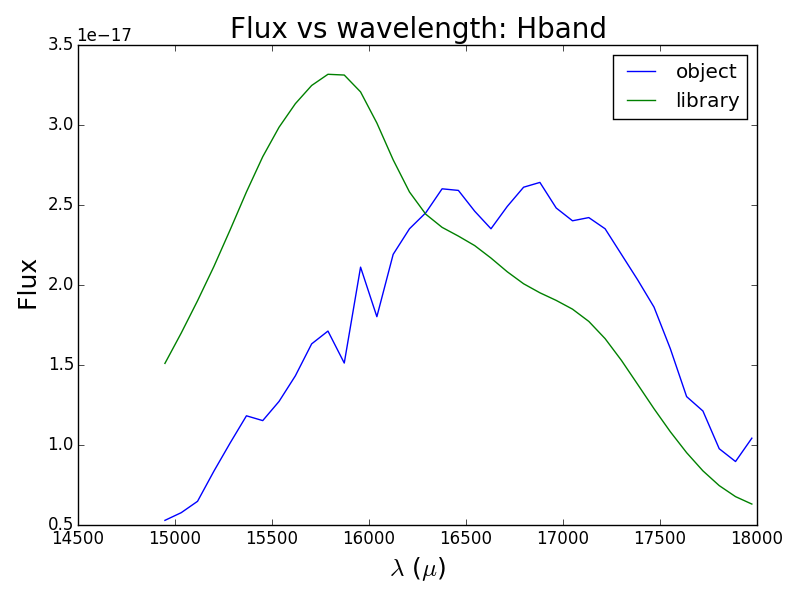 Flux vs wavelength: Hband
1e−17
3.5
3.0
2.5
2.0
1.5
1.0
0.5
Flux
object
library
14500 15000 15500 16000 16500 17000 17500 18000
λ (μ)